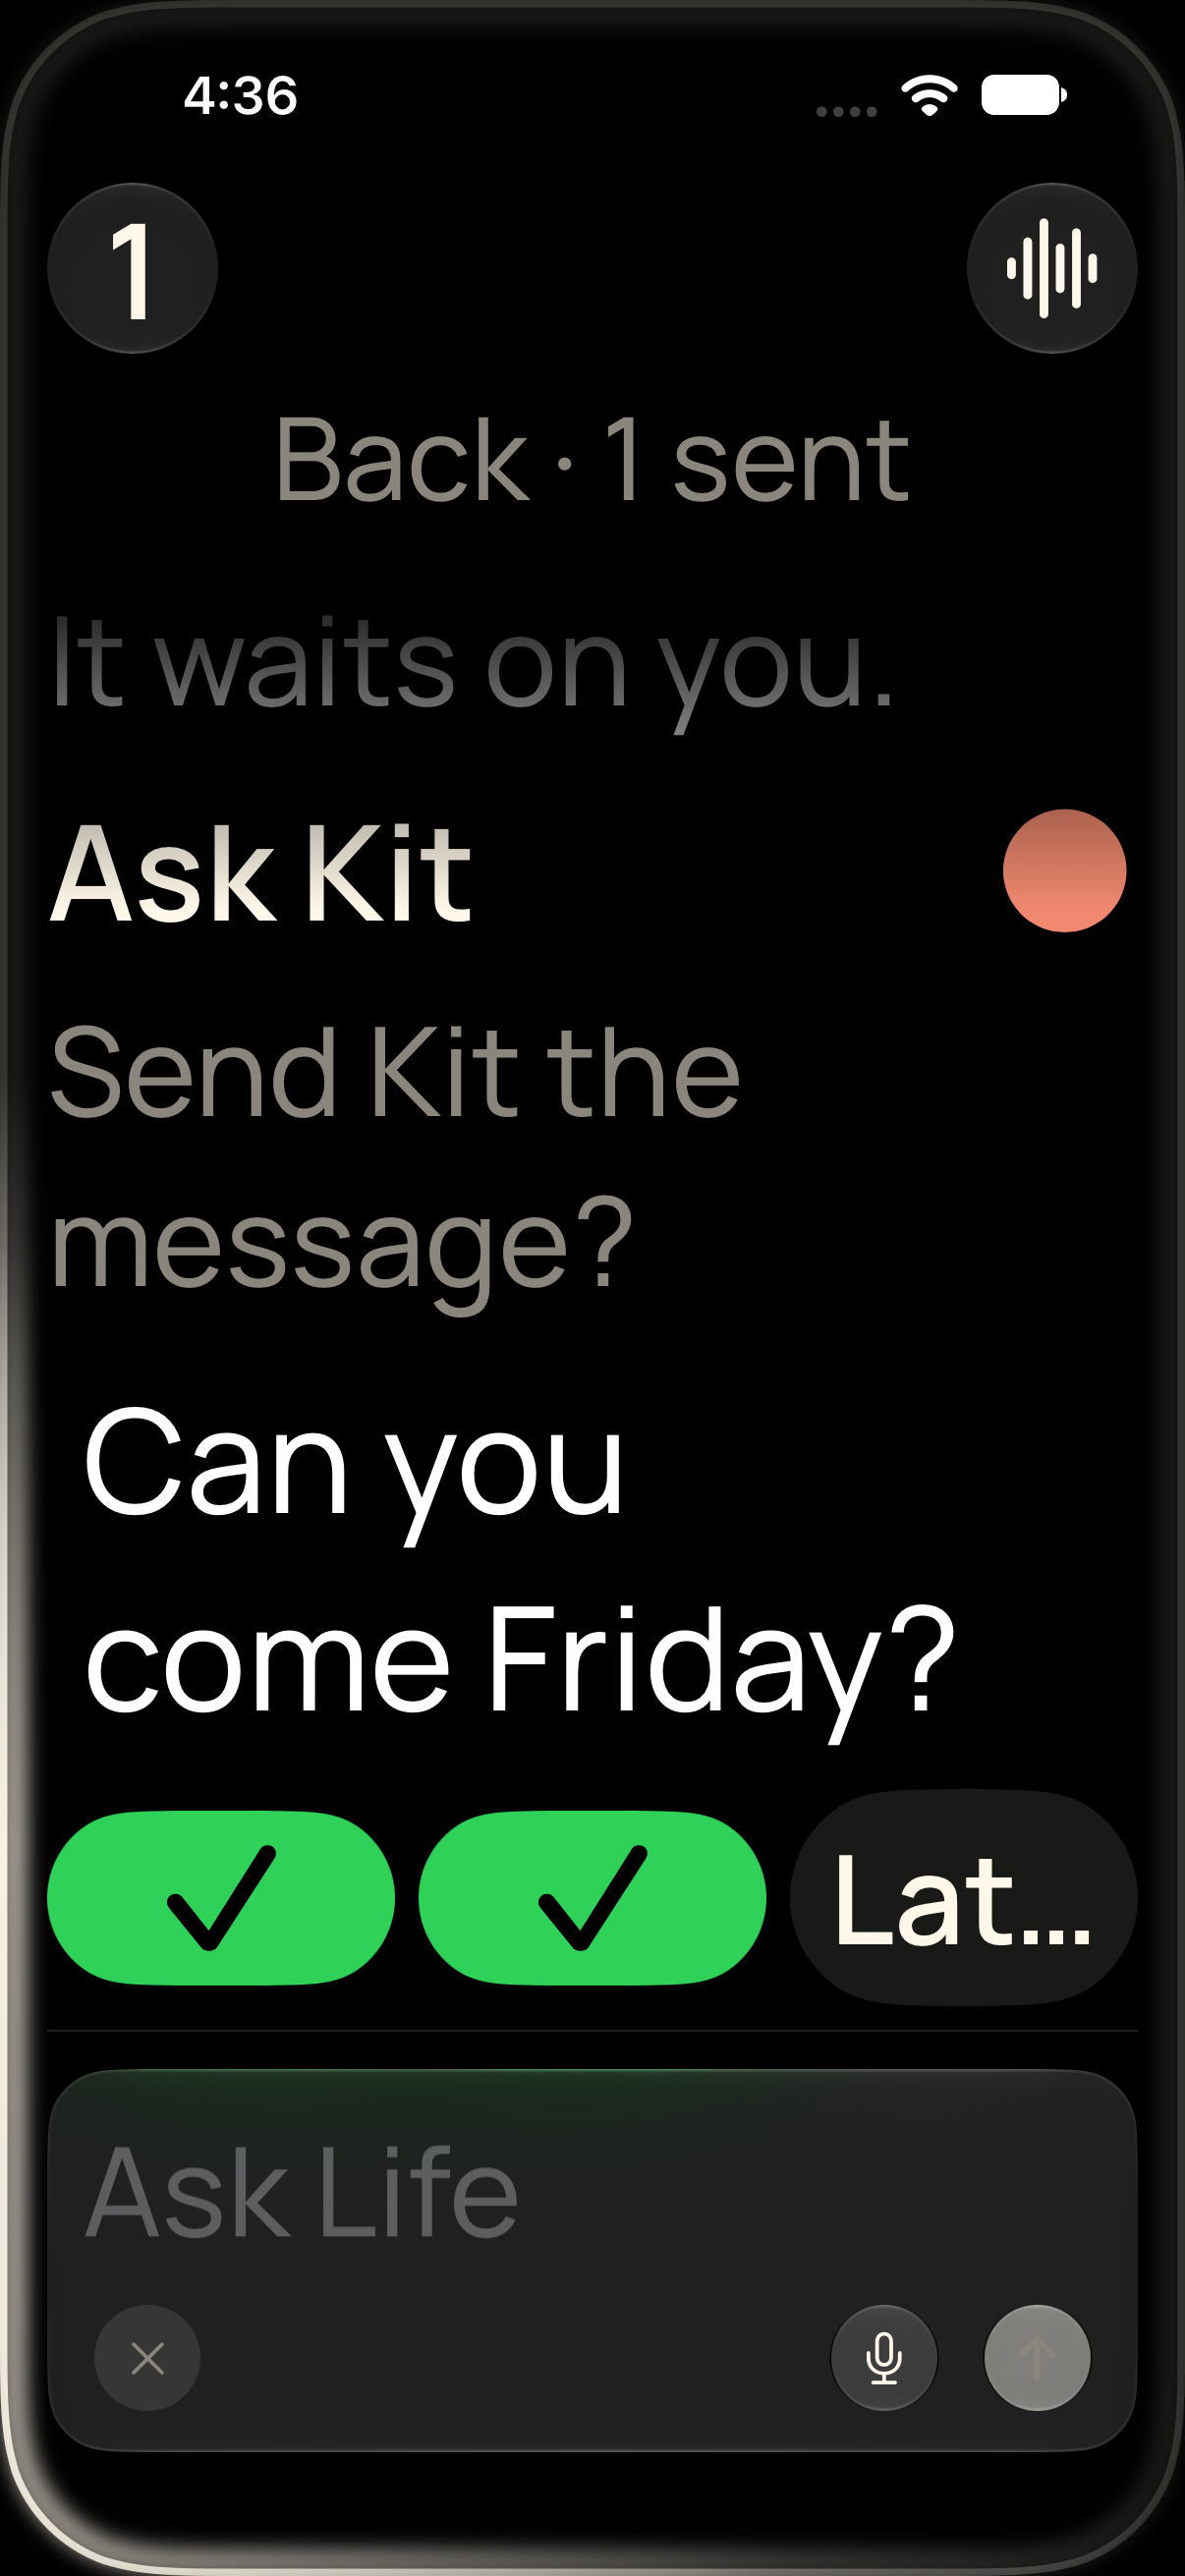 4:36
1
Back · 1 sent
It waits on you.
Ask Kit
Send Kit the
message?
Can you
come Friday?
Lat...
Ask Life